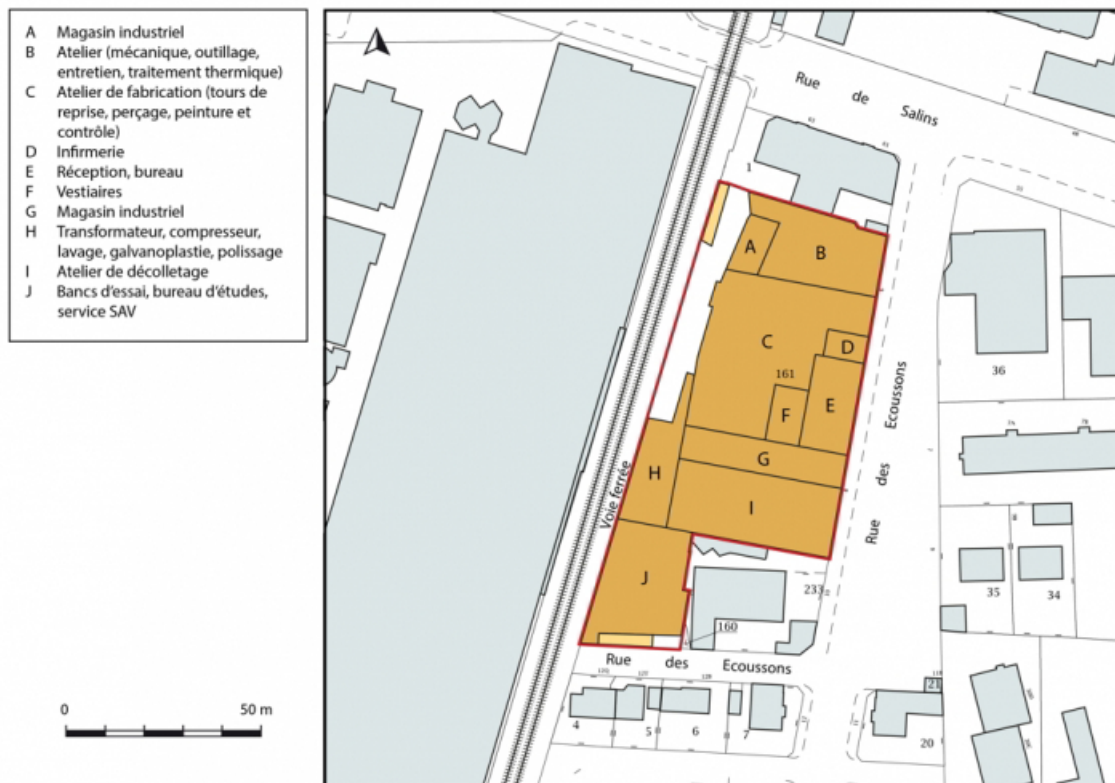 A Magasin industriel
B Atelier (mécanique, outillage,
entretien, traitement thermique)
C Atelier de fabrication (tours de
reprise, perçage, peinture et
contrôle)
D Infirmerie
E Réception, bureau
F Vestiaires
G Magasin industriel
H Transformateur, compresseur,
lavage, galvanoplastie, polissage
I Atelier de décolletage
J Bancs d'essai, bureau d'études,
service SAV
Rue de Salins
1
A
B
C
D
161
E
F
G
H
I
J
Voie ferrée
Rue des Ecoussons
36
35
34
233
160
Rue des Ecoussons
4
5
6
7
21
20
0 50 m